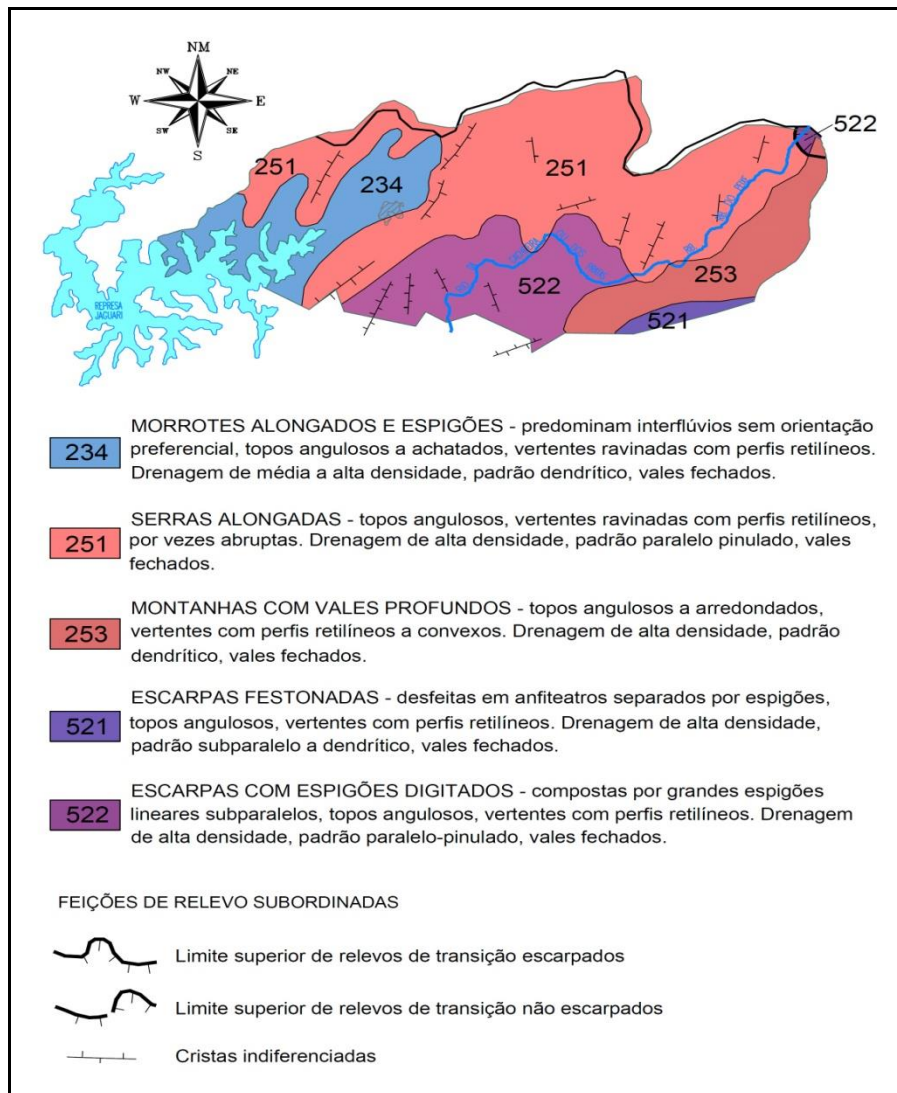 NM
NW
NE
W
E
SW
SE
S
522
251
234
251
522
253
521
REPRESA
JAGUARI
234
MORROTES ALONGADOS E ESPIGÕES - predominam interflúvios sem orientação
preferencial, topos angulosos a achatados, vertentes ravinadas com perfis retilíneos.
Drenagem de média a alta densidade, padrão dendrítico, vales fechados.
251
SERRAS ALONGADAS - topos angulosos, vertentes ravinadas com perfis retilíneos,
por vezes abruptas. Drenagem de alta densidade, padrão paralelo pinulado, vales
fechados.
253
MONTANHAS COM VALES PROFUNDOS - topos angulosos a arredondados,
vertentes com perfis retilíneos a convexos. Drenagem de alta densidade, padrão
dendrítico, vales fechados.
521
ESCARPAS FESTONADAS - desfeitas em anfiteatros separados por espigões,
topos angulosos, vertentes com perfis retilíneos. Drenagem de alta densidade,
padrão subparalelo a dendrítico, vales fechados.
522
ESCARPAS COM ESPIGÕES DIGITADOS - compostas por grandes espigões
lineares subparalelos, topos angulosos, vertentes com perfis retilíneos. Drenagem
de alta densidade, padrão paralelo-pinulado, vales fechados.
FEIÇÕES DE RELEVO SUBORDINADAS
Limite superior de relevos de transição escarpados
Limite superior de relevos de transição não escarpados
Cristas indiferenciadas